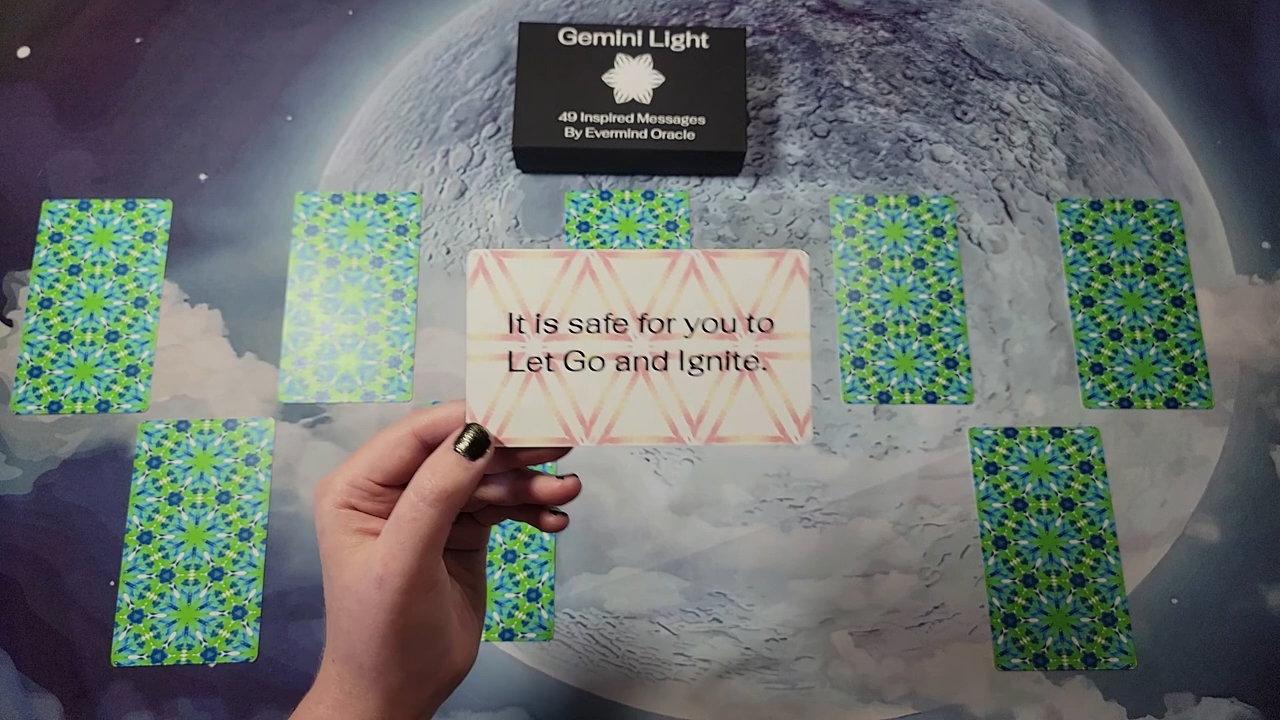 Gemini Light
49 Inspired Messages
By Evermind Oracle
It is safe for you to
Let Go and Ignite.